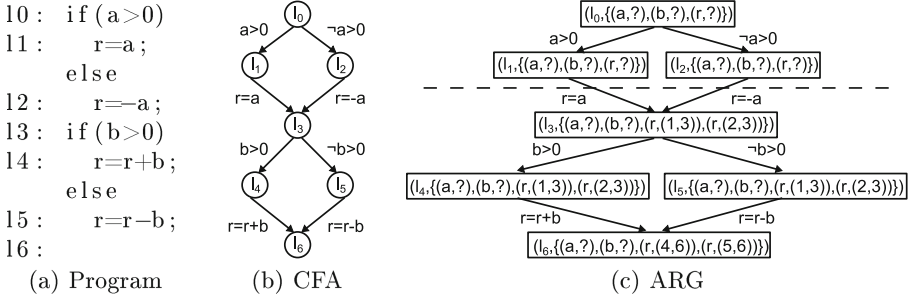 l0: if(a>0)
l1: r=a;
else
l2: r=-a;
l3: if(b>0)
l4: r=r+b;
else
l5: r=r-b;
l6:
(a) Program
l0
a>0
¬a>0
l1
l2
r=a
r=-a
l3
b>0
¬b>0
l4
l5
r=r+b
r=r-b
l6
(b) CFA
(l0,{(a,?),(b,?),(r,?)})
a>0
¬a>0
(l1,{(a,?),(b,?),(r,?)})
(l2,{(a,?),(b,?),(r,?)})
r=a
r=-a
(l3,{(a,?),(b,?),(r,(1,3)),(r,(2,3))})
b>0
¬b>0
(l4,{(a,?),(b,?),(r,(1,3)),(r,(2,3))})
(l5,{(a,?),(b,?),(r,(1,3)),(r,(2,3))})
r=r+b
r=r-b
(l6,{(a,?),(b,?),(r,(4,6)),(r,(5,6))})
(c) ARG